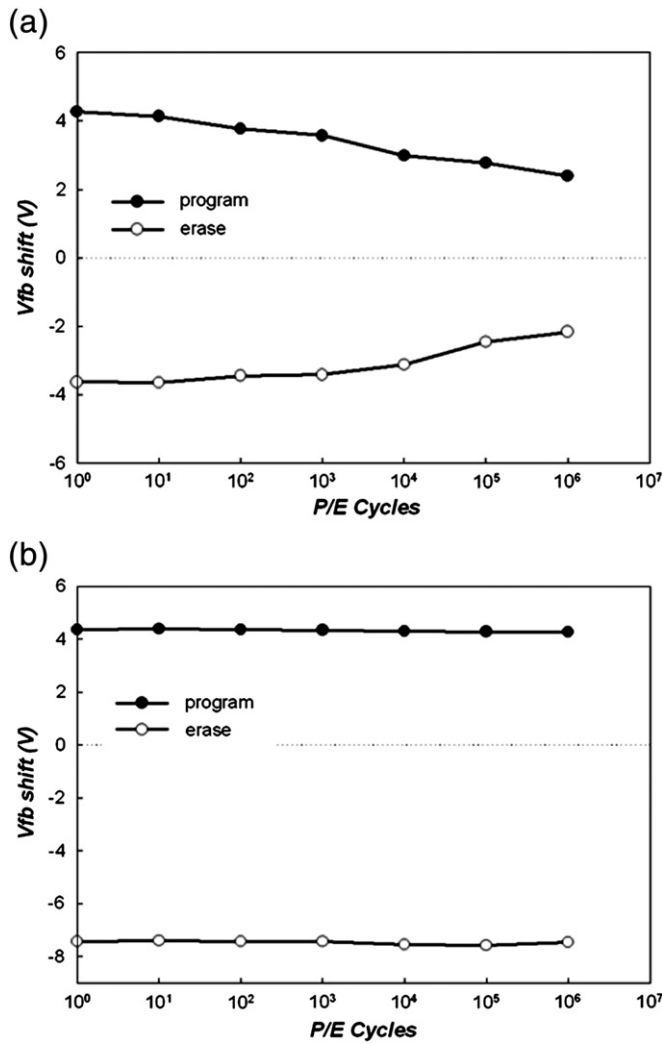 (a)
6
4
2
0
-2
-4
-6
Vfb shift (V)
program
erase
10⁰ 10¹ 10² 10³ 10⁴ 10⁵ 10⁶ 10⁷
P/E Cycles
(b)
6
4
2
0
-2
-4
-6
-8
Vfb shift (V)
program
erase
10⁰ 10¹ 10² 10³ 10⁴ 10⁵ 10⁶ 10⁷
P/E Cycles